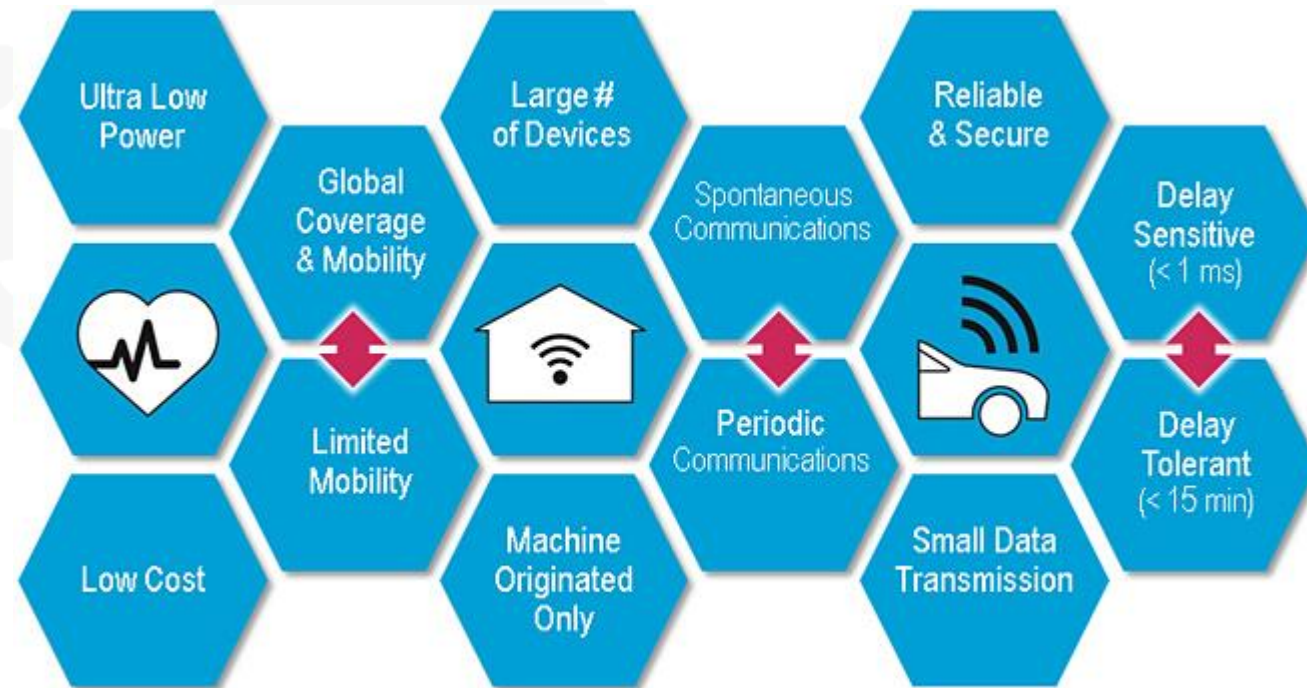 Ultra Low
Power
Large #
of Devices
Reliable
& Secure
Global
Coverage
& Mobility
Spontaneous
Communications
Delay
Sensitive
(< 1 ms)
Limited
Mobility
Periodic
Communications
Delay
Tolerant
(< 15 min)
Low Cost
Machine
Originated
Only
Small Data
Transmission